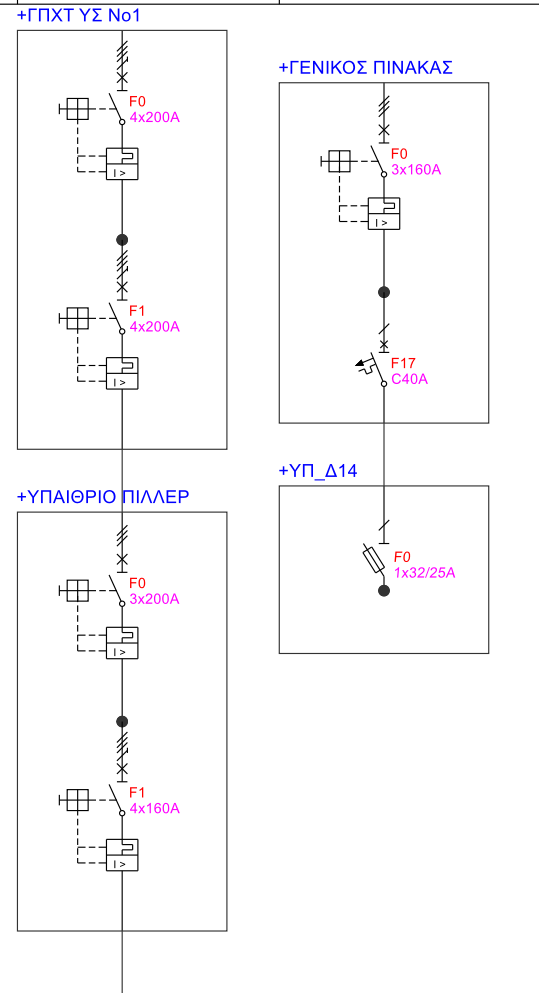 +ΓΠΧΤ ΥΣ Νο1
F0
4x200A
I >
F1
4x200A
I >
+ΥΠΑΙΘΡΙΟ ΠΙΛΛΕΡ
F0
3x200A
I >
F1
4x160A
I >
+ΓΕΝΙΚΟΣ ΠΙΝΑΚΑΣ
F0
3x160A
I >
F17
C40A
+ΥΠ_Δ14
F0
1x32/25A